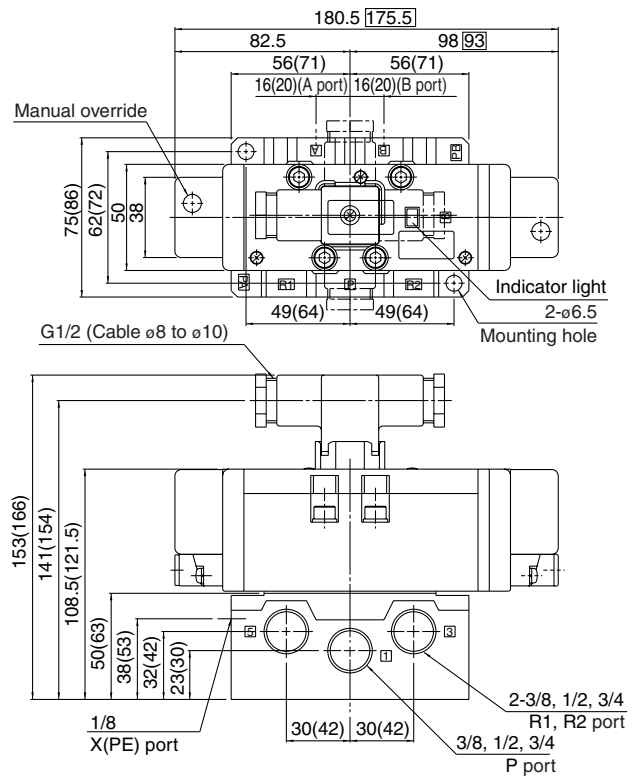 180.5 175.5
82.5
98 93
56(71)
56(71)
16(20)(A port)
16(20)(B port)
Manual override
A
B
PB
75(86)
62(72)
50
38
PA
R1
P
R2
Indicator light
49(64)
49(64)
2-ø6.5
Mounting hole
G1/2 (Cable ø8 to ø10)
153(166)
141(154)
108.5(121.5)
50(63)
38(53)
32(42)
23(30)
5
3
1
2-3/8, 1/2, 3/4
R1, R2 port
1/8
X(PE) port
30(42)
30(42)
3/8, 1/2, 3/4
P port